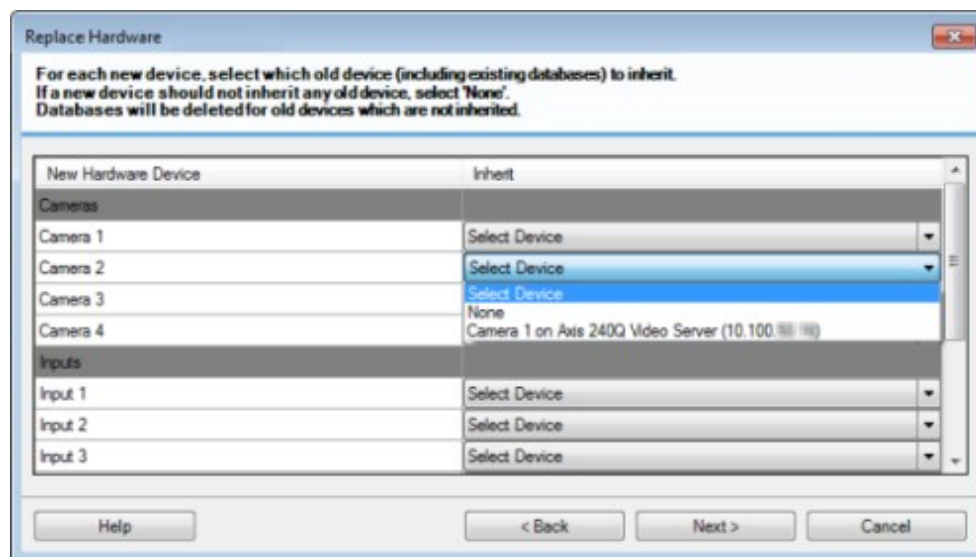 Replace Hardware
For each new device, select which old device (including existing databases) to inherit.
If a new device should not inherit any old device, select 'None'.
Databases will be deleted for old devices which are not inherited.
New Hardware Device Inherit
Cameras
Camera 1 Select Device
Camera 2 Select Device
Camera 3 Select Device
None
Camera 4 Camera 1 on Axis 240Q Video Server (10.100.
Inputs
Input 1 Select Device
Input 2 Select Device
Input 3 Select Device
Help < Back Next > Cancel